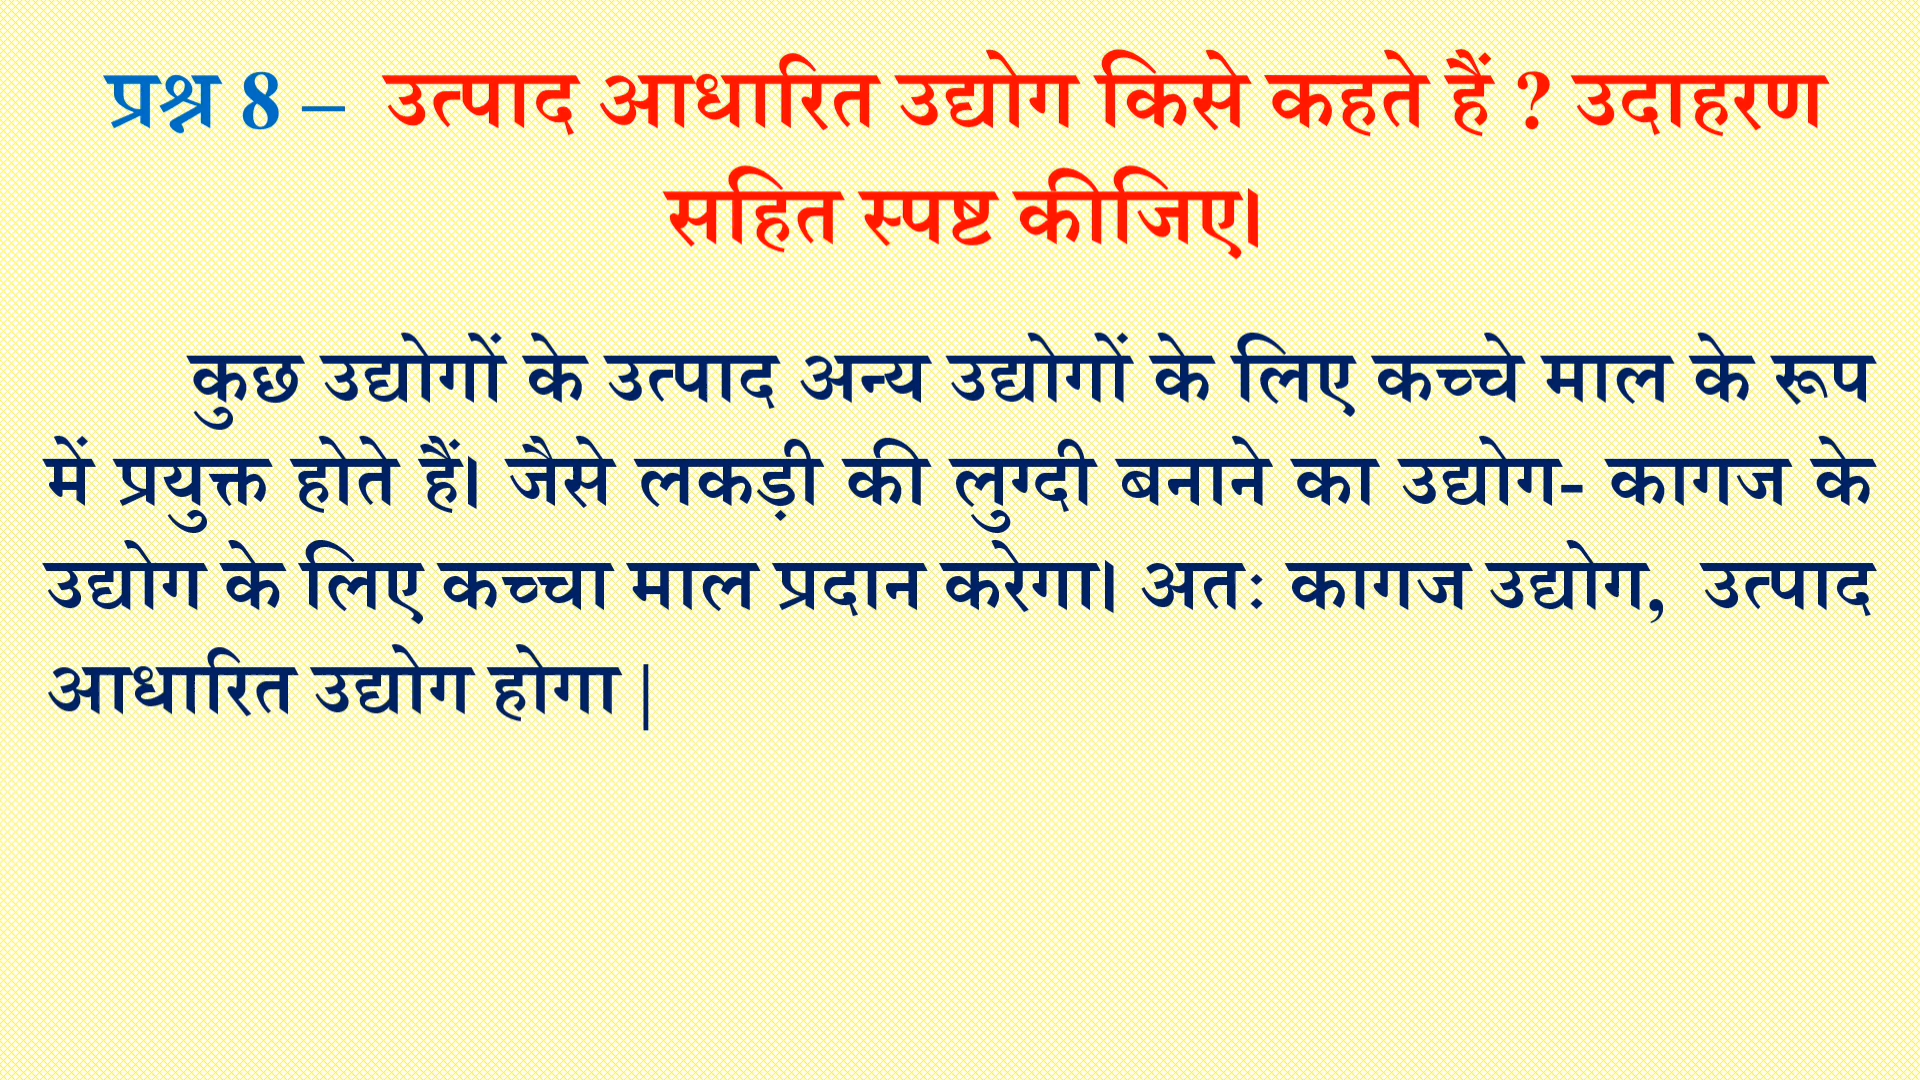 प्रश्न 8 – उत्पाद आधारित उद्योग किसे कहते हैं ? उदाहरण
सहित स्पष्ट कीजिए।
कुछ उद्योगों के उत्पाद अन्य उद्योगों के लिए कच्चे माल के रूप
में प्रयुक्त होते हैं। जैसे लकड़ी की लुग्दी बनाने का उद्योग- कागज के
उद्योग के लिए कच्चा माल प्रदान करेगा। अतः कागज उद्योग, उत्पाद
आधारित उद्योग होगा |